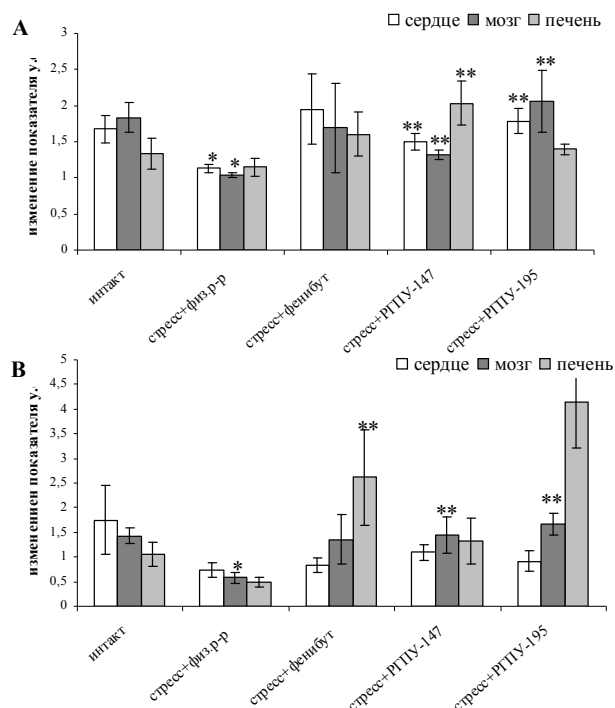 А
сердце мозг печень
изменение показателя у.
3
2,5
2
1,5
1
0,5
0
* *
** ** **
** **
интакт
стресс+физ.р-р
стресс+фенибут
стресс+РГПУ-147
стресс+РГПУ-195
В
сердце мозг печень
изменениен показателя у.
5
4,5
4
3,5
3
2,5
2
1,5
1
0,5
0
*
**
**
**
интакт
стресс+физ.р-р
стресс+фенибут
стресс+РГПУ-147
стресс+РГПУ-195